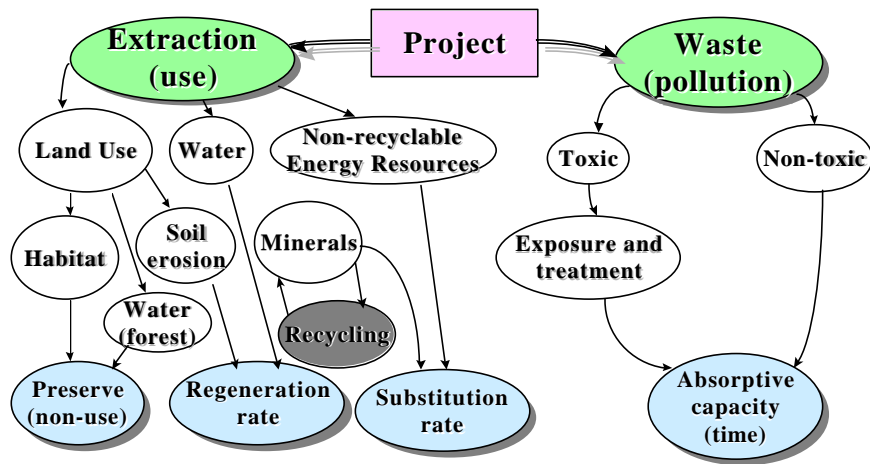 Project
Extraction
(use)
Waste
(pollution)
Land Use
Water
Non-recyclable
Energy Resources
Toxic
Non-toxic
Habitat
Soil
erosion
Minerals
Exposure and
treatment
Water
(forest)
Recycling
Preserve
(non-use)
Regeneration
rate
Substitution
rate
Absorptive
capacity
(time)